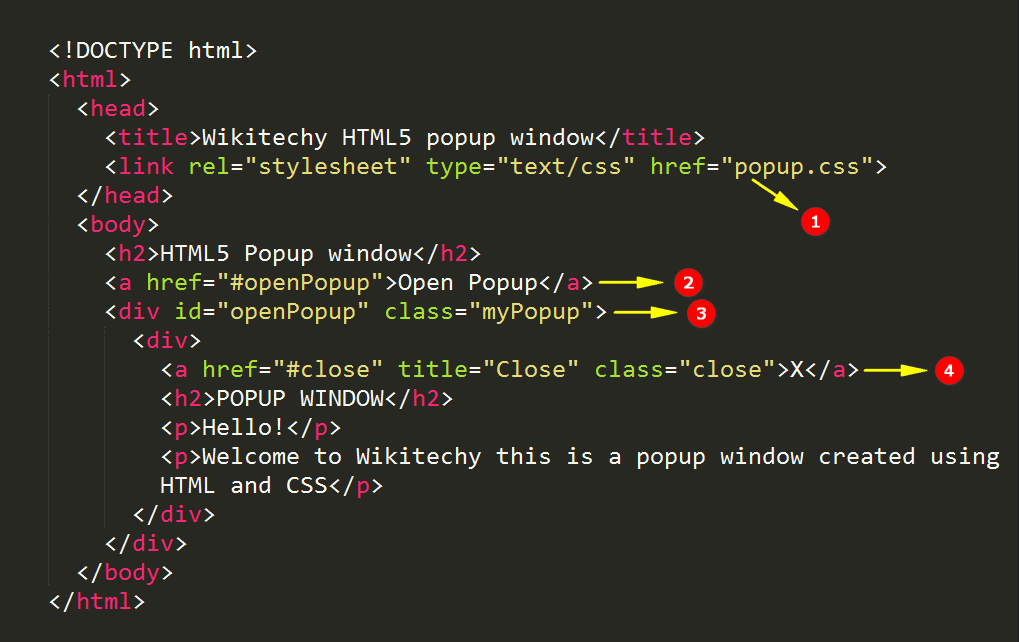 <!DOCTYPE html>
<html>
<head>
<title>Wikitechy HTML5 popup window</title>
<link rel="stylesheet" type="text/css" href="popup.css">
</head>
1
<body>
<h2>HTML5 Popup window</h2>
<a href="#openPopup">Open Popup</a> 2
<div id="openPopup" class="myPopup"> 3
<div>
<a href="#close" title="Close" class="close">X</a> 4
<h2>POPUP WINDOW</h2>
<p>Hello!</p>
<p>Welcome to Wikitechy this is a popup window created using
HTML and CSS</p>
</div>
</div>
</body>
</html>